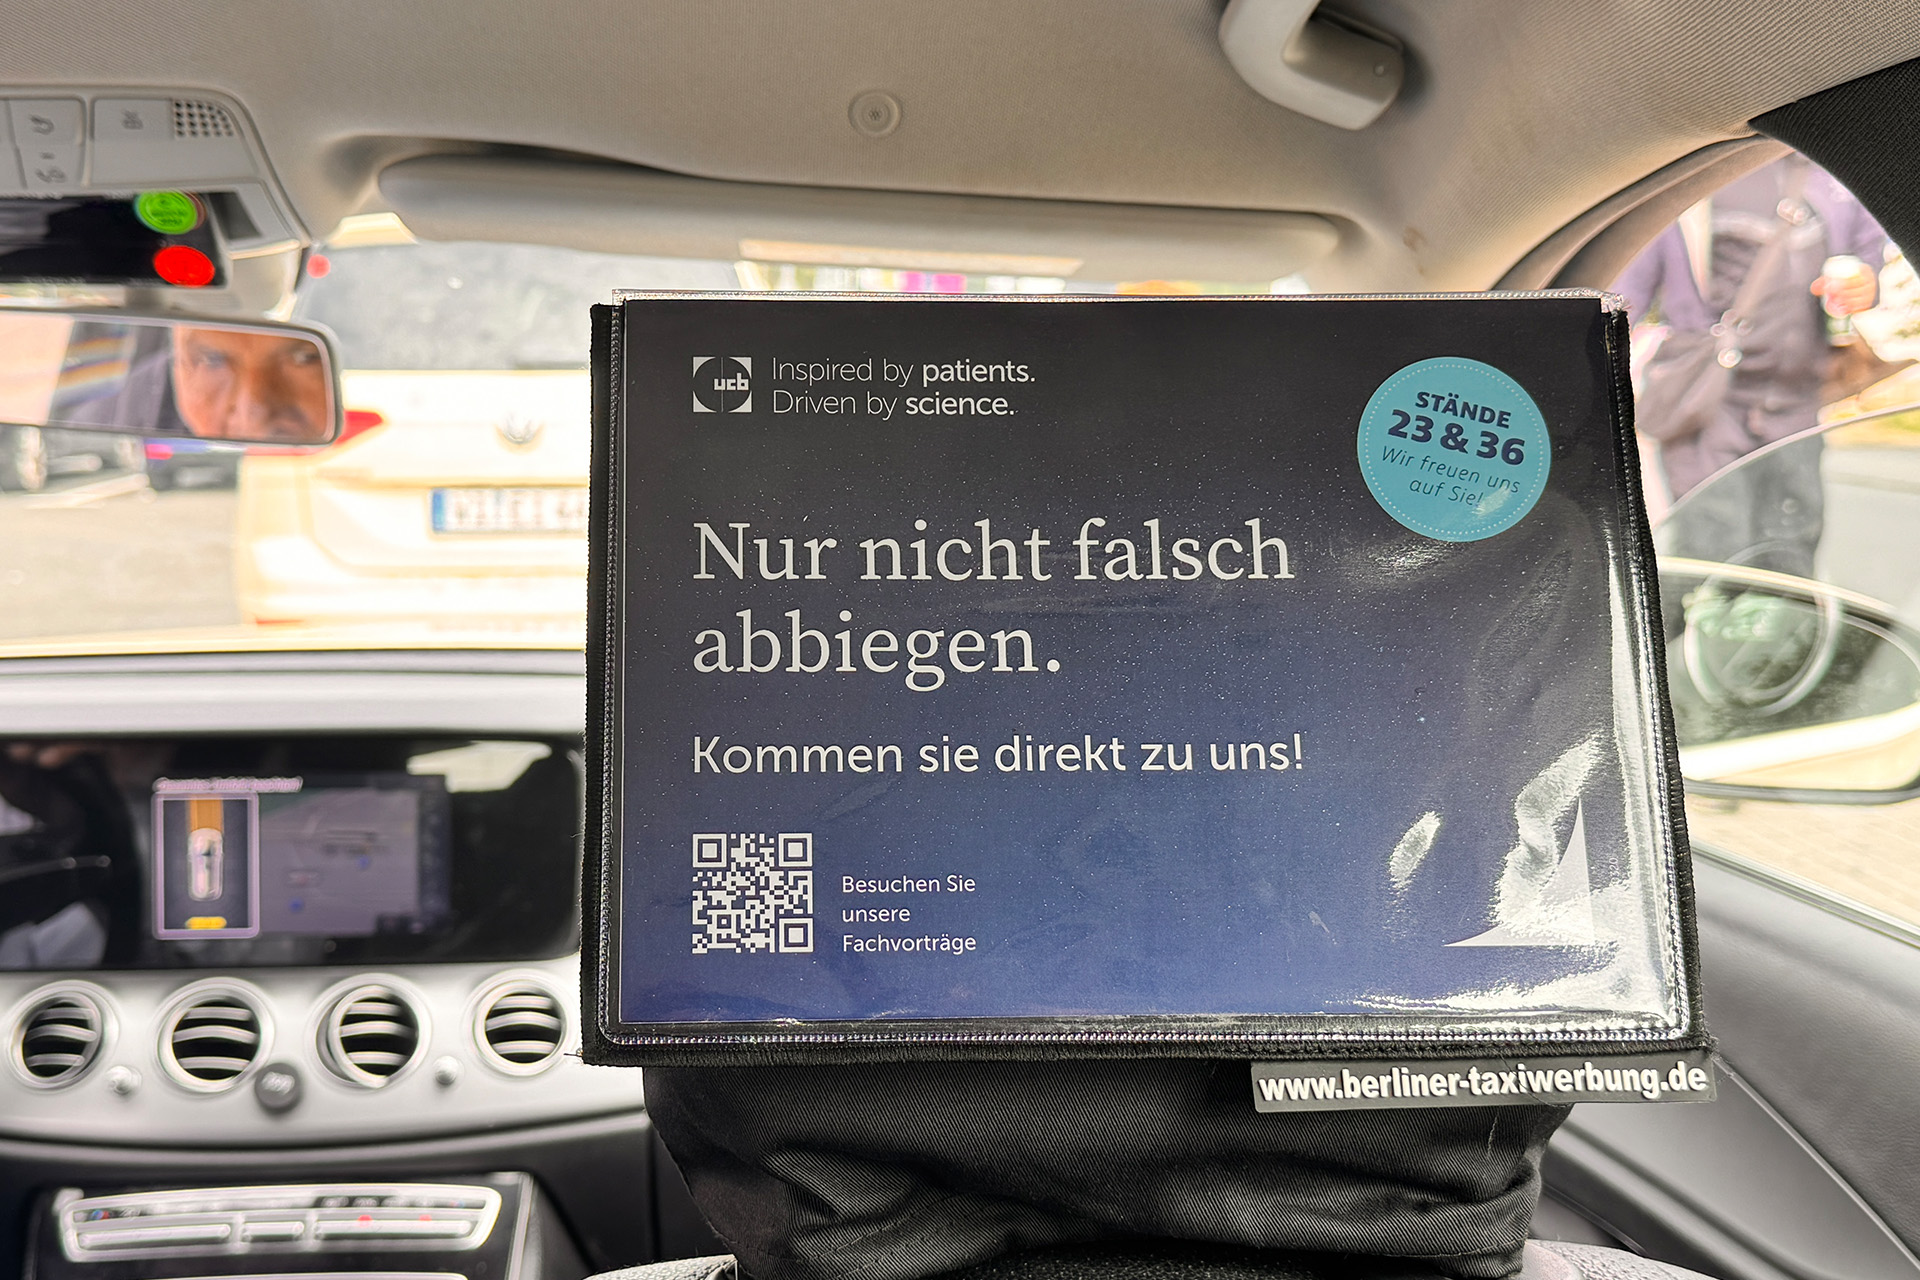 ucb
Inspired by patients.
Driven by science.
STÄNDE
23 & 36
Wir freuen uns
auf Sie!
Nur nicht falsch
abbiegen.
Kommen sie direkt zu uns!
Besuchen Sie
unsere
Fachvorträge
www.berliner-taxiwerbung.de